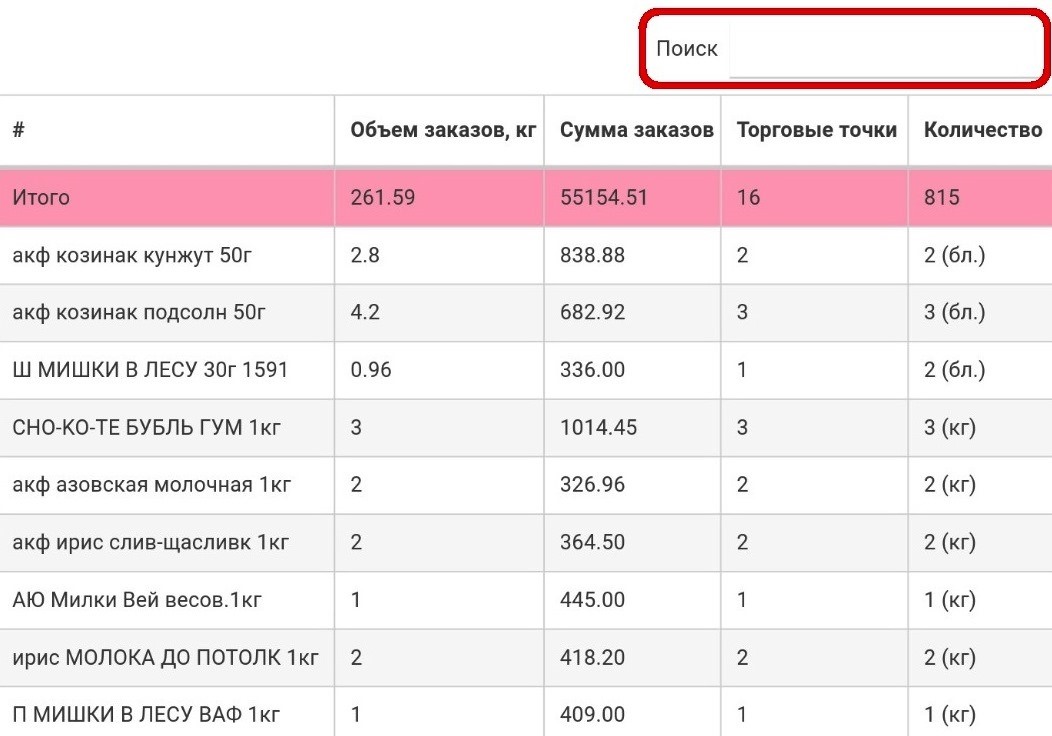 Поиск
# Объем заказов, кг Сумма заказов Торговые точки Количество
Итого 261.59 55154.51 16 815
акф козинак кунжут 50г 2.8 838.88 2 2 (бл.)
акф козинак подсолн 50г 4.2 682.92 3 3 (бл.)
Ш МИШКИ В ЛЕСУ 30г 1591 0.96 336.00 1 2 (бл.)
CHO-KO-TE БУБЛЬ ГУМ 1кг 3 1014.45 3 3 (кг)
акф азовская молочная 1кг 2 326.96 2 2 (кг)
акф ирис слив-щасливк 1кг 2 364.50 2 2 (кг)
АЮ Милки Вей весов.1кг 1 445.00 1 1 (кг)
ирис МОЛОКА ДО ПОТОЛК 1кг 2 418.20 2 2 (кг)
П МИШКИ В ЛЕСУ ВАФ 1кг 1 409.00 1 1 (кг)